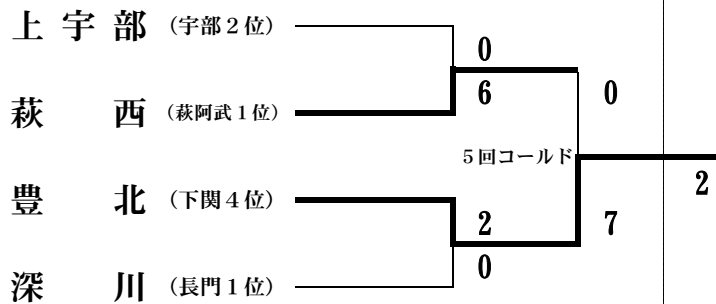 上宇部（宇部２位）
0
6
萩西（萩阿武１位）
0
５回コールド
2
豊北（下関４位）
2
7
0
深川（長門１位）